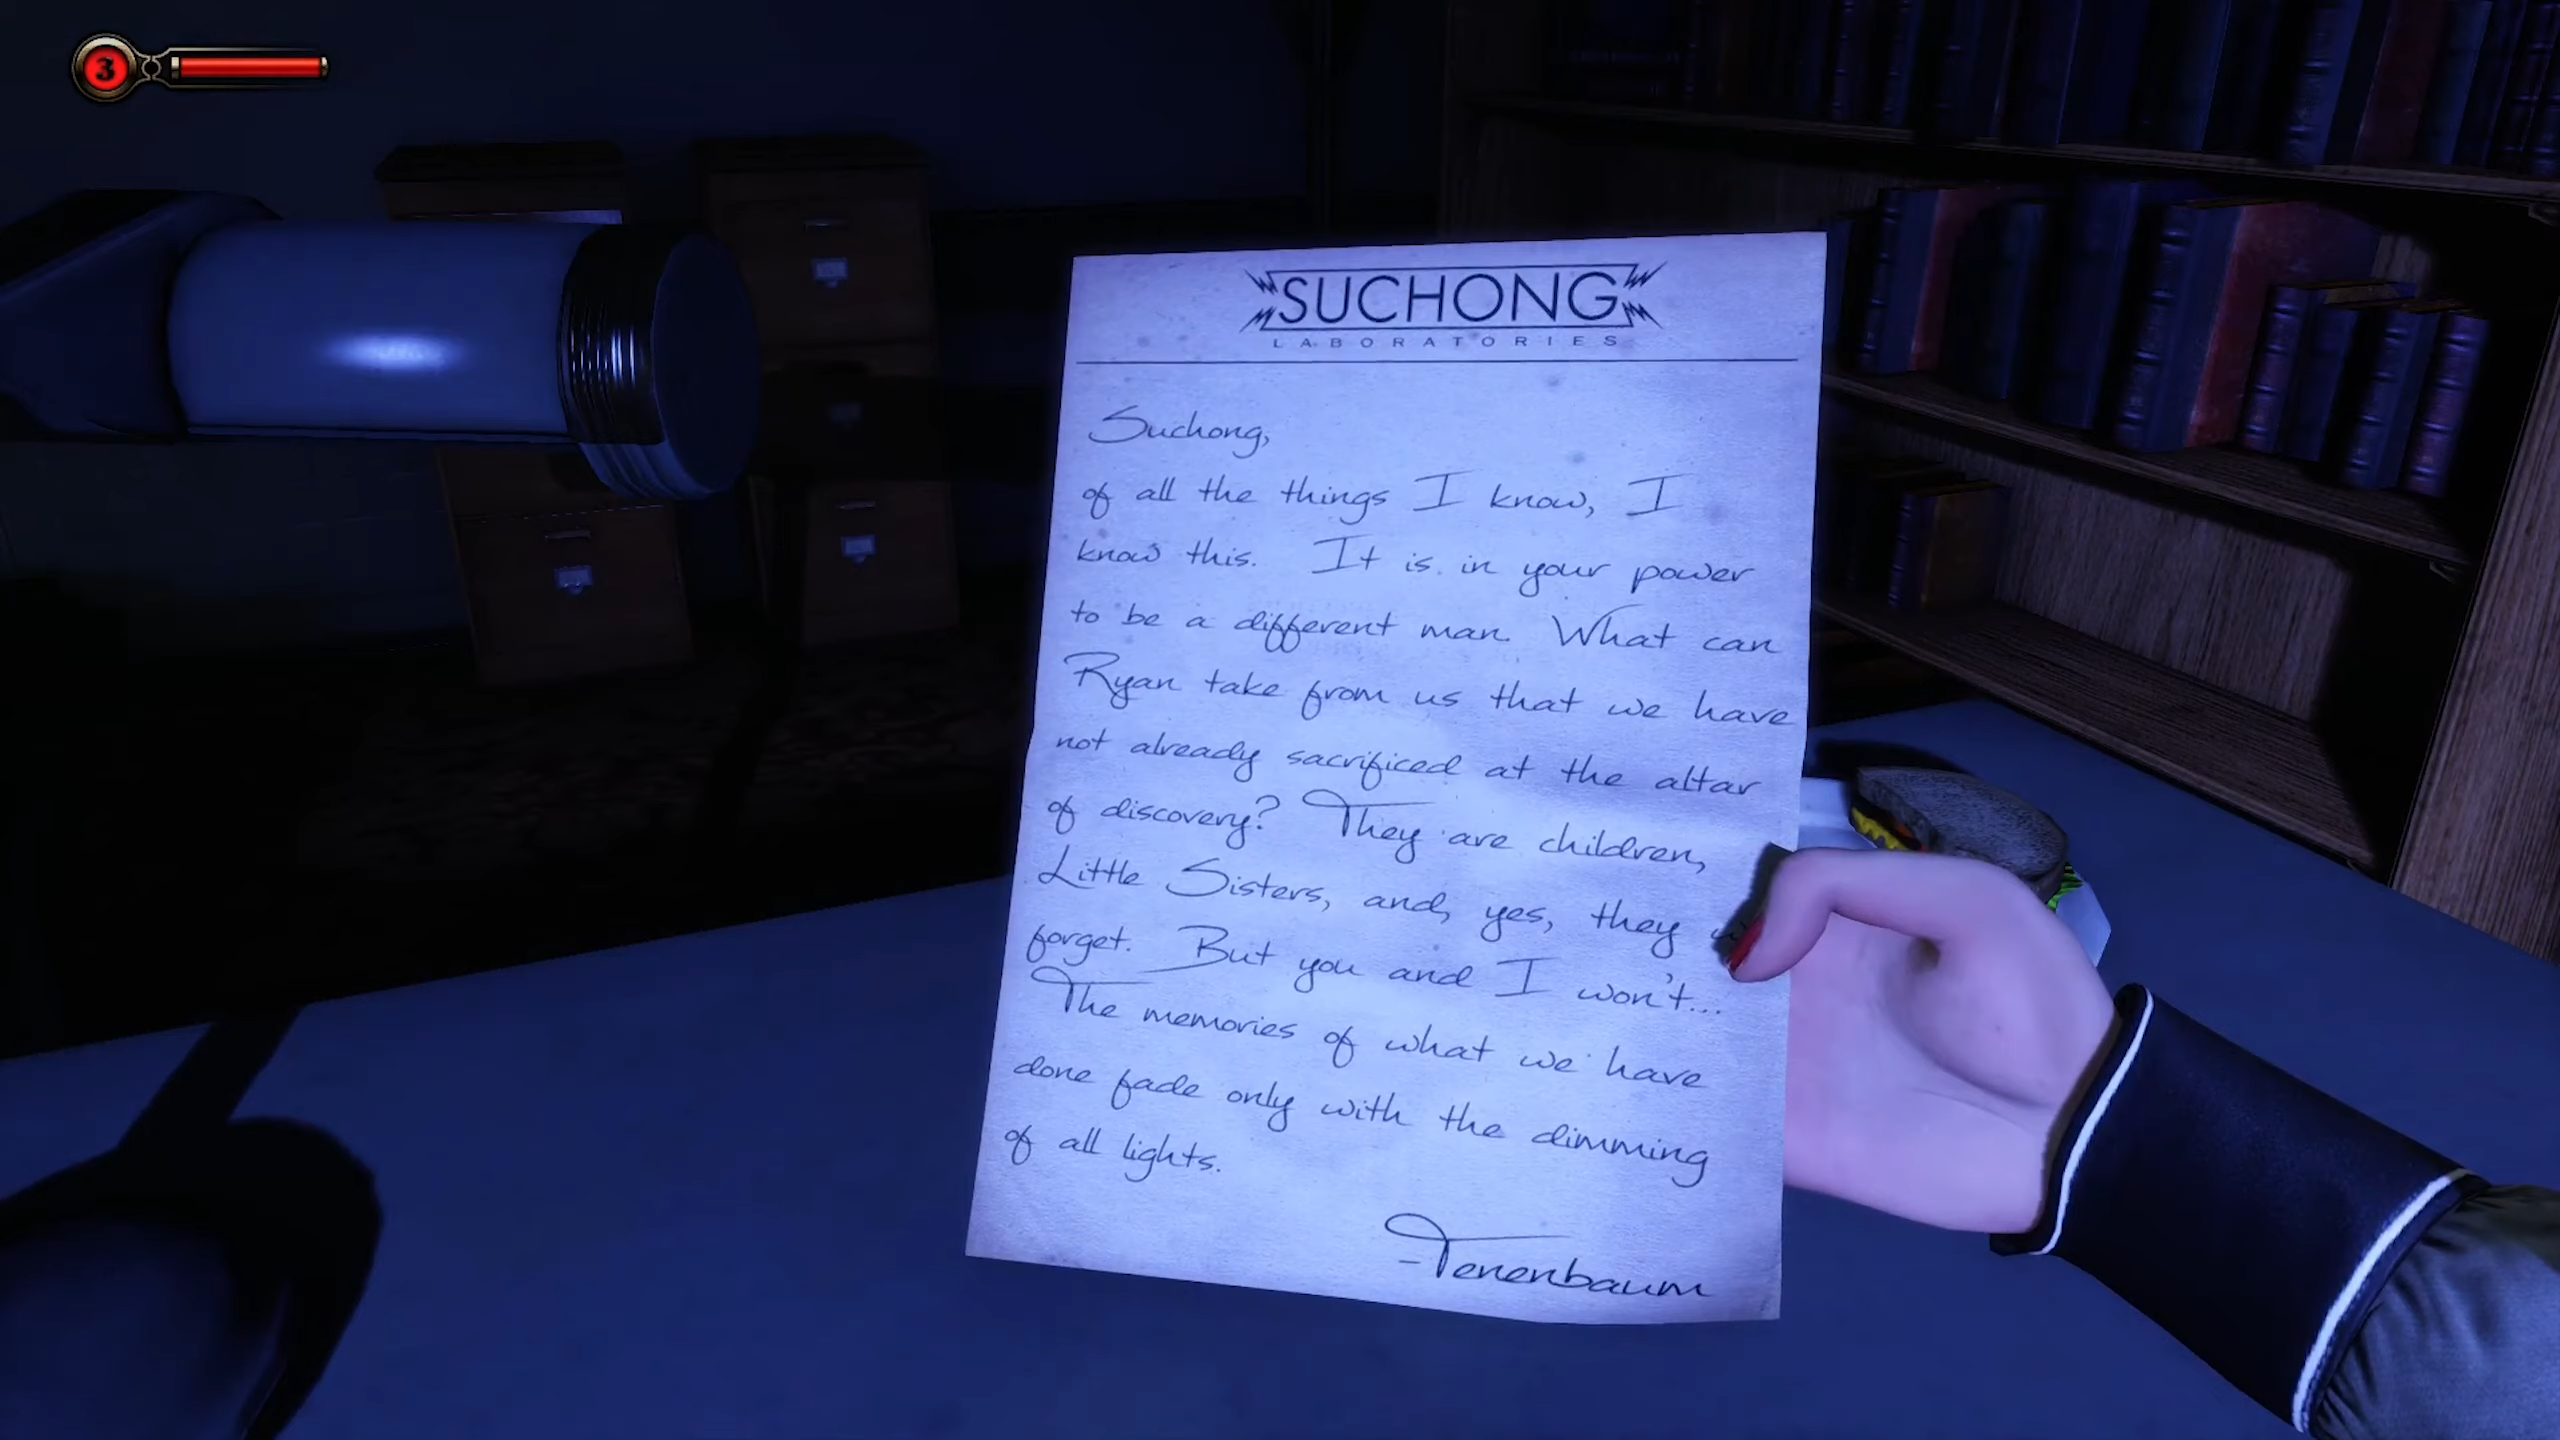 3
SUCHONG
LABORATORIES
Suchong,
of all the things I know, I
know this. It is in your power
to be a different man. What can
Ryan take from us that we have
not already sacrificed at the altar
of discovery? They are children,
Little Sisters, and, yes, they
forget. But you and I won't...
The memories of what we have
done fade only with the dimming
of all lights.
-Tenenbaum